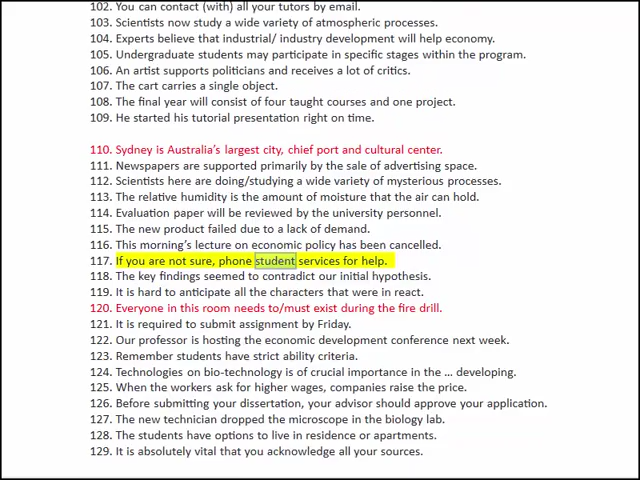 102. You can contact (with) all your tutors by email.
103. Scientists now study a wide variety of atmospheric processes.
104. Experts believe that industrial/ industry development will help economy.
105. Undergraduate students may participate in specific stages within the program.
106. An artist supports politicians and receives a lot of critics.
107. The cart carries a single object.
108. The final year will consist of four taught courses and one project.
109. He started his tutorial presentation right on time.
110. Sydney is Australia's largest city, chief port and cultural center.
111. Newspapers are supported primarily by the sale of advertising space.
112. Scientists here are doing/studying a wide variety of mysterious processes.
113. The relative humidity is the amount of moisture that the air can hold.
114. Evaluation paper will be reviewed by the university personnel.
115. The new product failed due to a lack of demand.
116. This morning's lecture on economic policy has been cancelled.
117. If you are not sure, phone student services for help.
118. The key findings seemed to contradict our initial hypothesis.
119. It is hard to anticipate all the characters that were in react.
120. Everyone in this room needs to/must exist during the fire drill.
121. It is required to submit assignment by Friday.
122. Our professor is hosting the economic development conference next week.
123. Remember students have strict ability criteria.
124. Technologies on bio-technology is of crucial importance in the ... developing.
125. When the workers ask for higher wages, companies raise the price.
126. Before submitting your dissertation, your advisor should approve your application.
127. The new technician dropped the microscope in the biology lab.
128. The students have options to live in residence or apartments.
129. It is absolutely vital that you acknowledge all your sources.